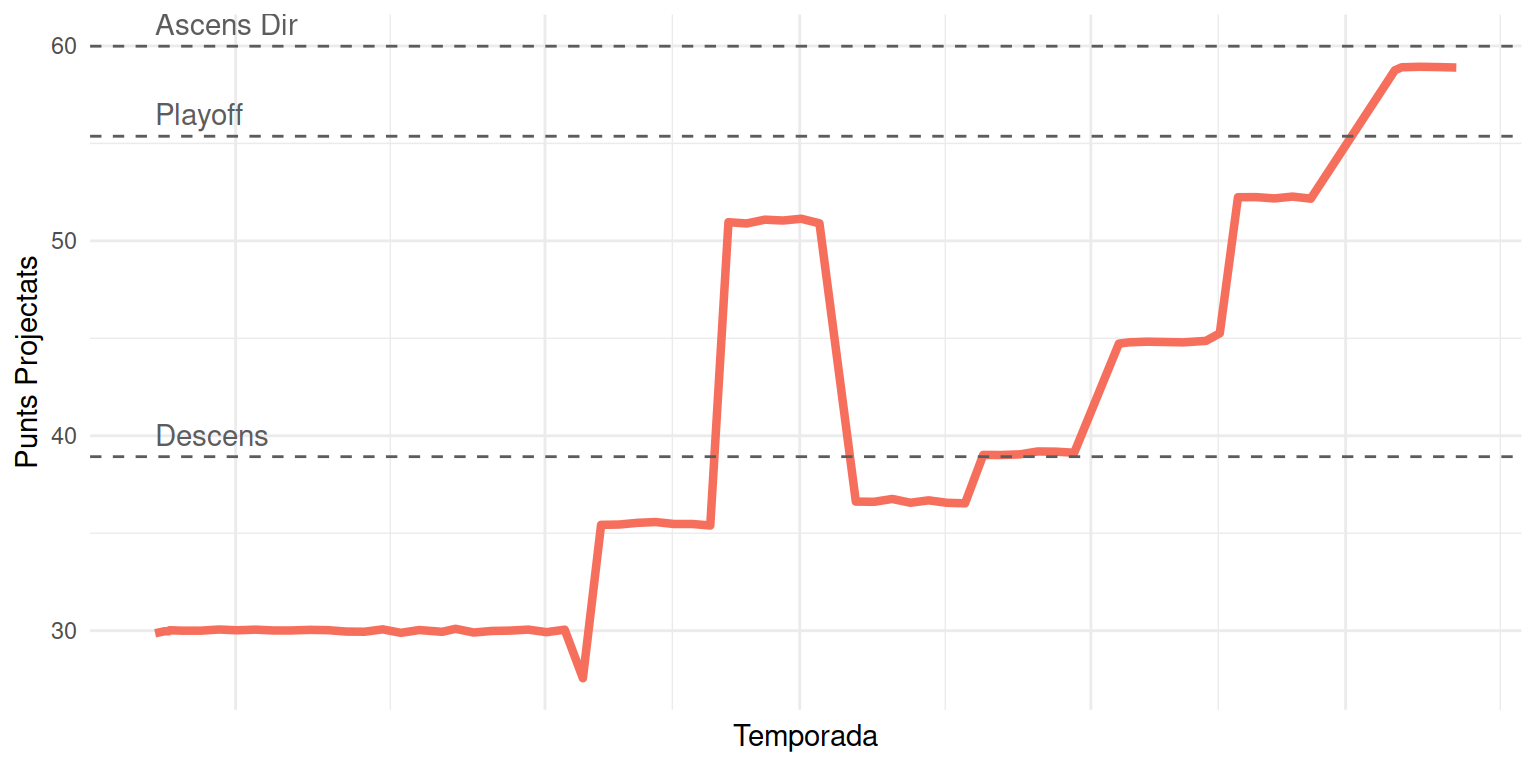 Ascens Dir
60
Playoff
50
Punts Projectats
Descens
40
30
Temporada